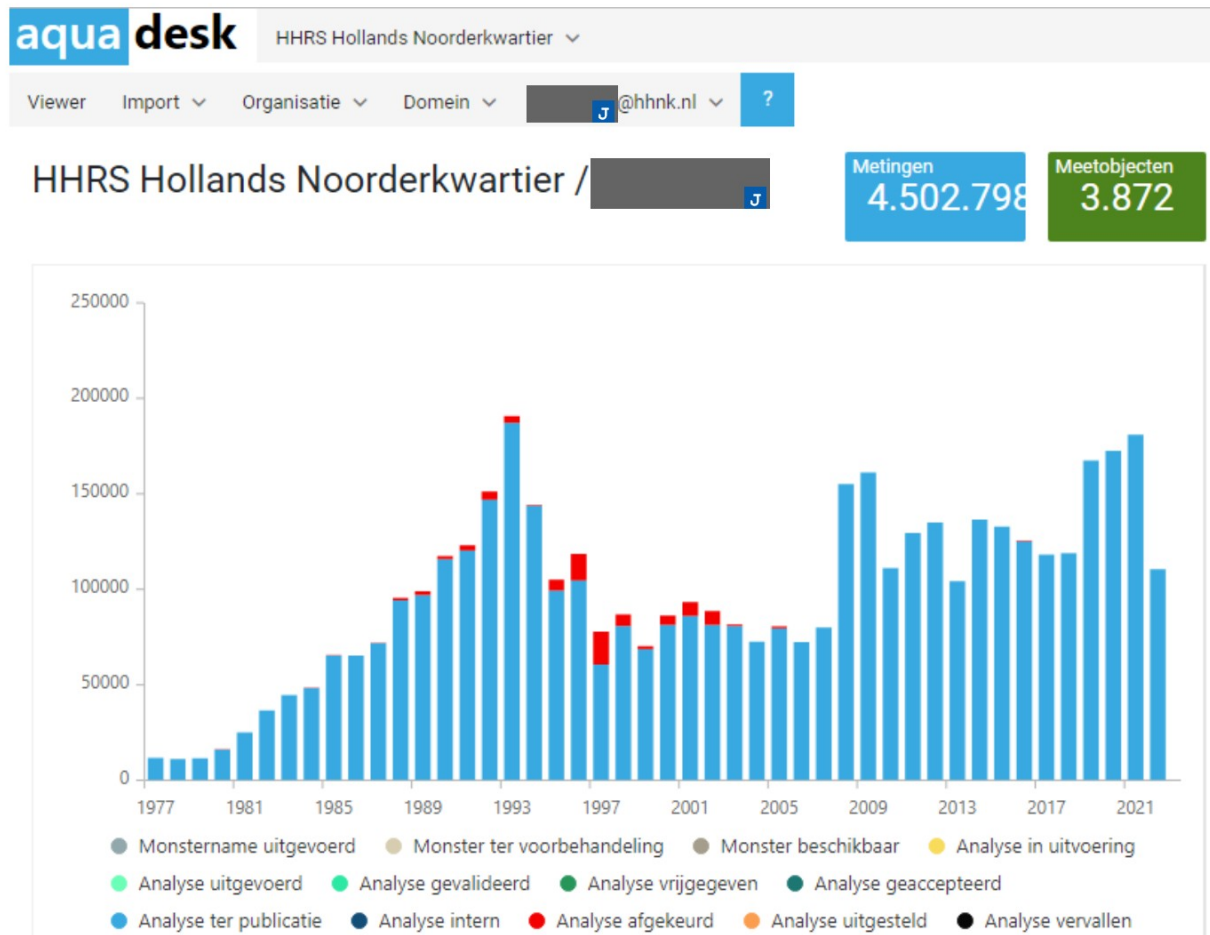 aqua desk HHRS Hollands Noorderkwartier
Viewer Import Organisatie Domein J @hhnk.nl ?
HHRS Hollands Noorderkwartier / J
Metingen
4.502.798
Meetobjecten
3.872
250000
200000
150000
100000
50000
0
1977 1981 1985 1989 1993 1997 2001 2005 2009 2013 2017 2021
Monstername uitgevoerd Monster ter voorbehandeling Monster beschikbaar Analyse in uitvoering
Analyse uitgevoerd Analyse gevalideerd Analyse vrijgegeven Analyse geaccepteerd
Analyse ter publicatie Analyse intern Analyse afgekeurd Analyse uitgesteld Analyse vervallen